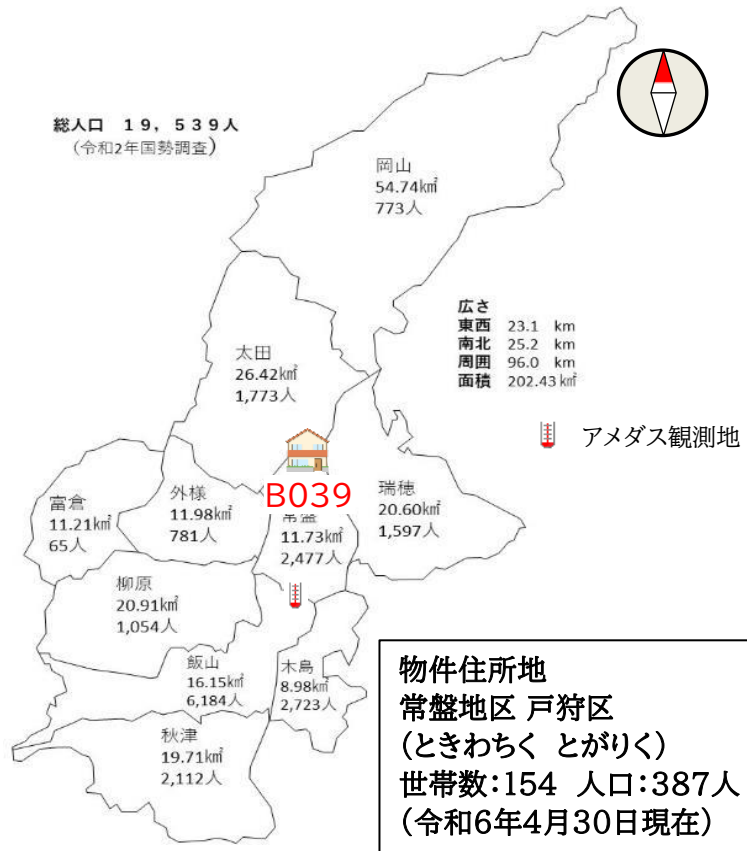 総人口 19,539人
(令和2年国勢調査)
岡山
54.74㎢
773人
広さ
東西 23.1 km
南北 25.2 km
周囲 96.0 km
面積 202.43㎢
アメダス観測地
太田
26.42㎢
1,773人
B039
瑞穂
20.60㎢
1,597人
外様
11.98㎢
781人
富倉
11.21㎢
65人
常盤
11.73㎢
2,477人
柳原
20.91㎢
1,054人
飯山
16.15㎢
6,184人
木島
8.98㎢
2,723人
秋津
19.71㎢
2,112人
物件住所地
常盤地区 戸狩区
(ときわちく とがりく)
世帯数:154 人口:387人
(令和6年4月30日現在)